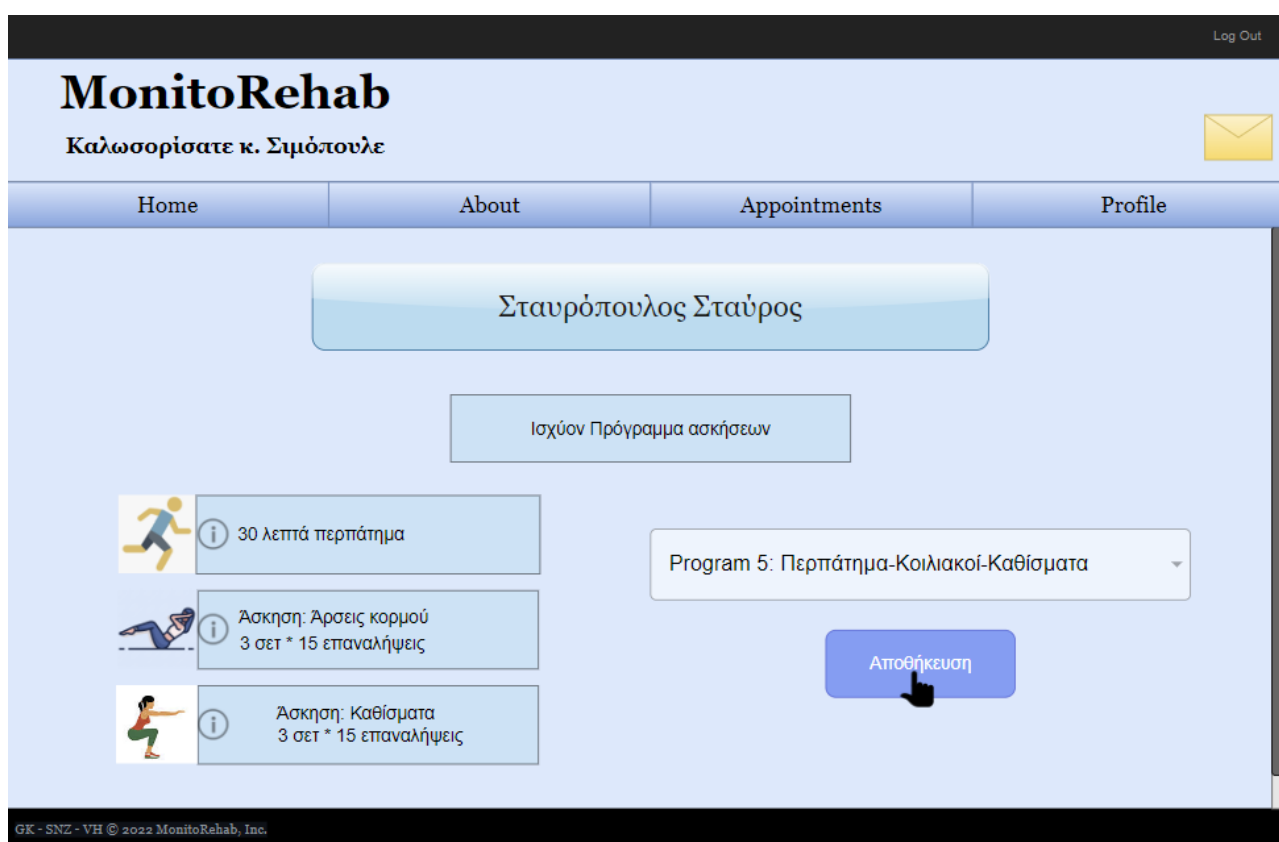 Log Out
MonitoRehab
Καλωσορίσατε κ. Σιμόπουλε
Home
About
Appointments
Profile
Σταυρόπουλος Σταύρος
Ισχύον Πρόγραμμα ασκήσεων
30 λεπτά περπάτημα
Άσκηση: Άρσεις κορμού
3 σετ * 15 επαναλήψεις
Άσκηση: Καθίσματα
3 σετ * 15 επαναλήψεις
Program 5: Περπάτημα-Κοιλιακοί-Καθίσματα
Αποθήκευση
GK - SNZ - VH © 2022 MonitoRehab, Inc.